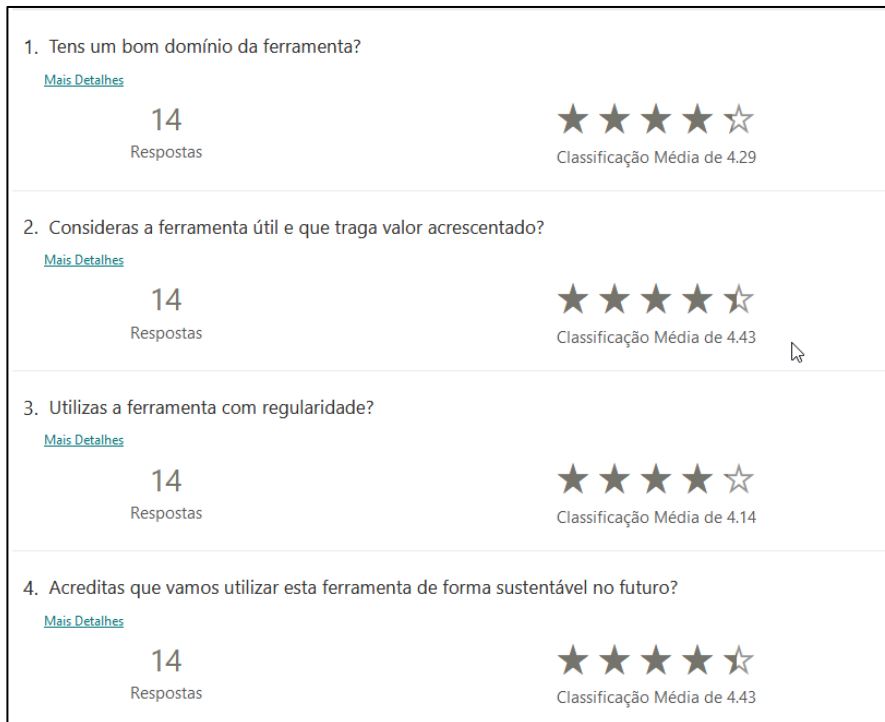 1. Tens um bom domínio da ferramenta?
Mais Detalhes
14
Respostas
Classificação Média de 4.29
2. Consideras a ferramenta útil e que traga valor acrescentado?
Mais Detalhes
14
Respostas
Classificação Média de 4.43
3. Utilizas a ferramenta com regularidade?
Mais Detalhes
14
Respostas
Classificação Média de 4.14
4. Acreditas que vamos utilizar esta ferramenta de forma sustentável no futuro?
Mais Detalhes
14
Respostas
Classificação Média de 4.43